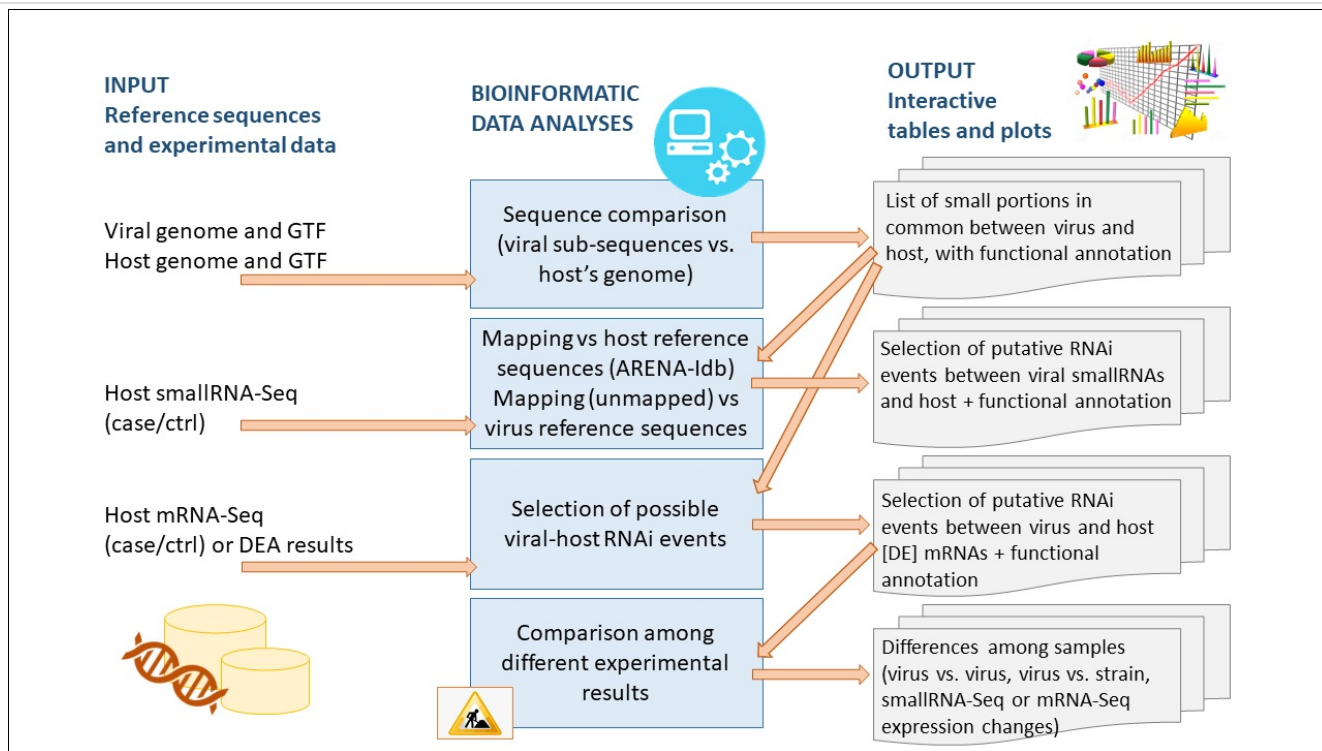 INPUT
Reference sequences
and experimental data
BIOINFORMATIC
DATA ANALYSES
OUTPUT
Interactive
tables and plots
Viral genome and GTF
Host genome and GTF
Sequence comparison
(viral sub-sequences vs.
host's genome)
List of small portions in
common between virus and
host, with functional annotation
Host smallRNA-Seq
(case/ctrl)
Mapping vs host reference
sequences (ARENA-Idb)
Mapping (unmapped) vs
virus reference sequences
Selection of putative RNAi
events between viral smallRNAs
and host + functional annotation
Host mRNA-Seq
(case/ctrl) or DEA results
Selection of possible
viral-host RNAi events
Selection of putative RNAi
events between virus and host
[DE] mRNAs + functional
annotation
Comparison among
different experimental
results
Differences among samples
(virus vs. virus, virus vs. strain,
smallRNA-Seq or mRNA-Seq
expression changes)